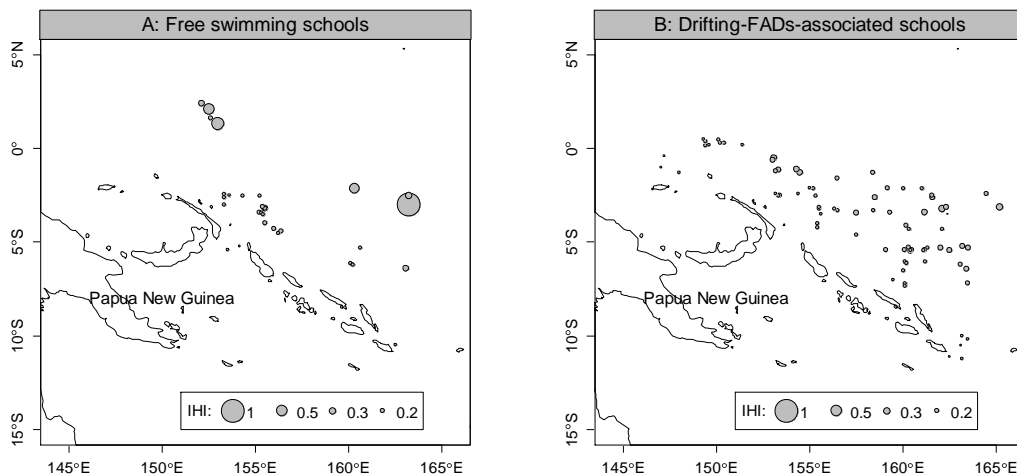 A: Free swimming schools
5°N
0°
5°S
10°S
15°S
Papua New Guinea
IHI: 1 0.5 0.3 0.2
145°E 150°E 155°E 160°E 165°E
B: Drifting-FADs-associated schools
5°N
0°
5°S
10°S
15°S
Papua New Guinea
IHI: 1 0.5 0.3 0.2
145°E 150°E 155°E 160°E 165°E